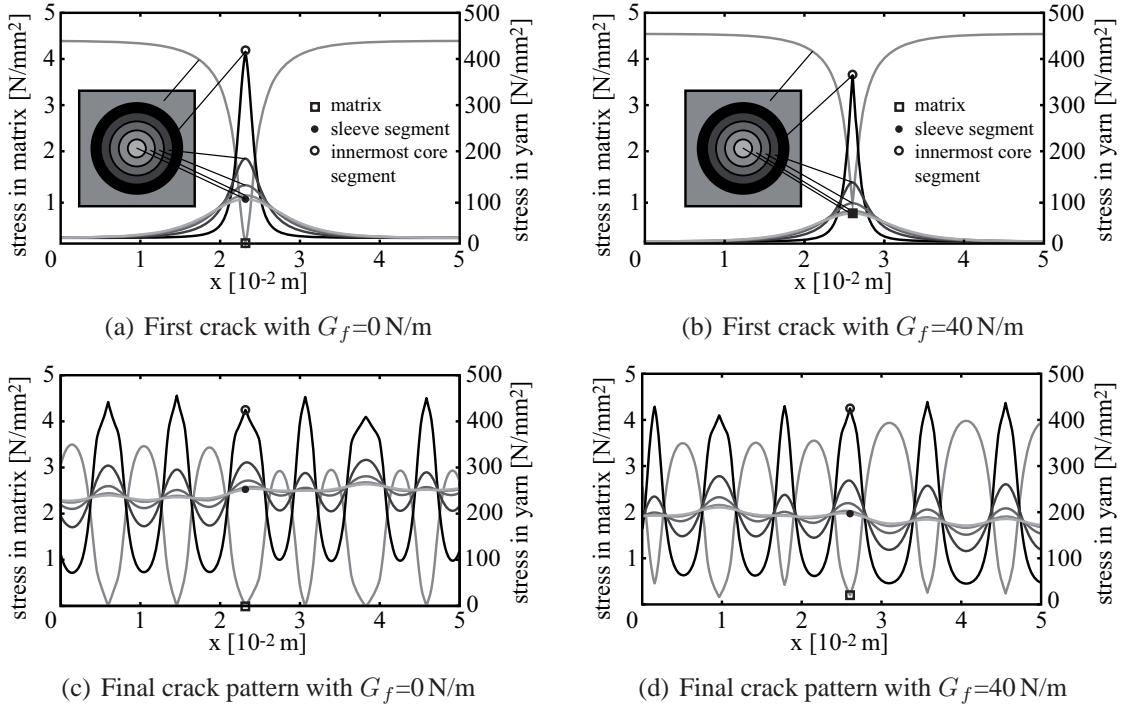 stress in matrix [N/mm²]
5
4
3
2
1
0
1
2
3
4
5
x [10⁻² m]
500
400
300
200
100
0
stress in yarn [N/mm²]
matrix
sleeve segment
innermost core
segment
(a) First crack with G_f=0 N/m
stress in matrix [N/mm²]
5
4
3
2
1
0
1
2
3
4
5
x [10⁻² m]
500
400
300
200
100
0
stress in yarn [N/mm²]
matrix
sleeve segment
innermost core
segment
(b) First crack with G_f=40 N/m
stress in matrix [N/mm²]
5
4
3
2
1
0
1
2
3
4
5
x [10⁻² m]
500
400
300
200
100
0
stress in yarn [N/mm²]
(c) Final crack pattern with G_f=0 N/m
stress in matrix [N/mm²]
5
4
3
2
1
0
1
2
3
4
5
x [10⁻² m]
500
400
300
200
100
0
stress in yarn [N/mm²]
(d) Final crack pattern with G_f=40 N/m